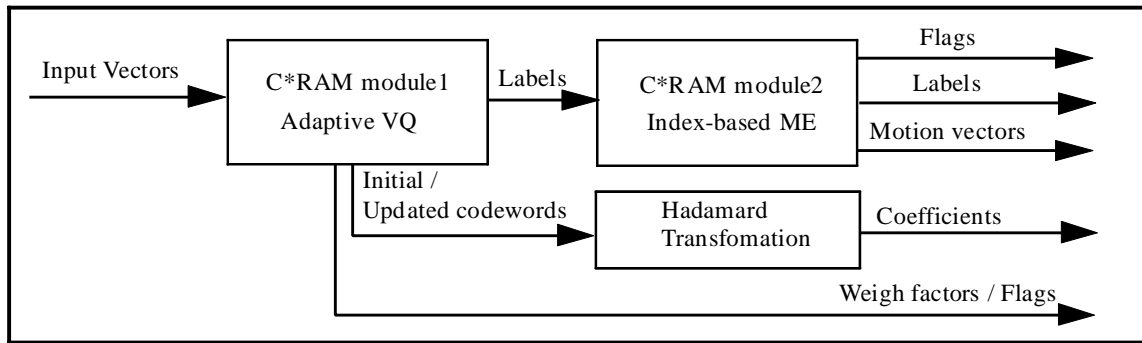 Input Vectors
C*RAM module1
Adaptive VQ
Labels
C*RAM module2
Index-based ME
Flags
Labels
Motion vectors
Initial /
Updated codewords
Hadamard
Transfomation
Coefficients
Weigh factors / Flags